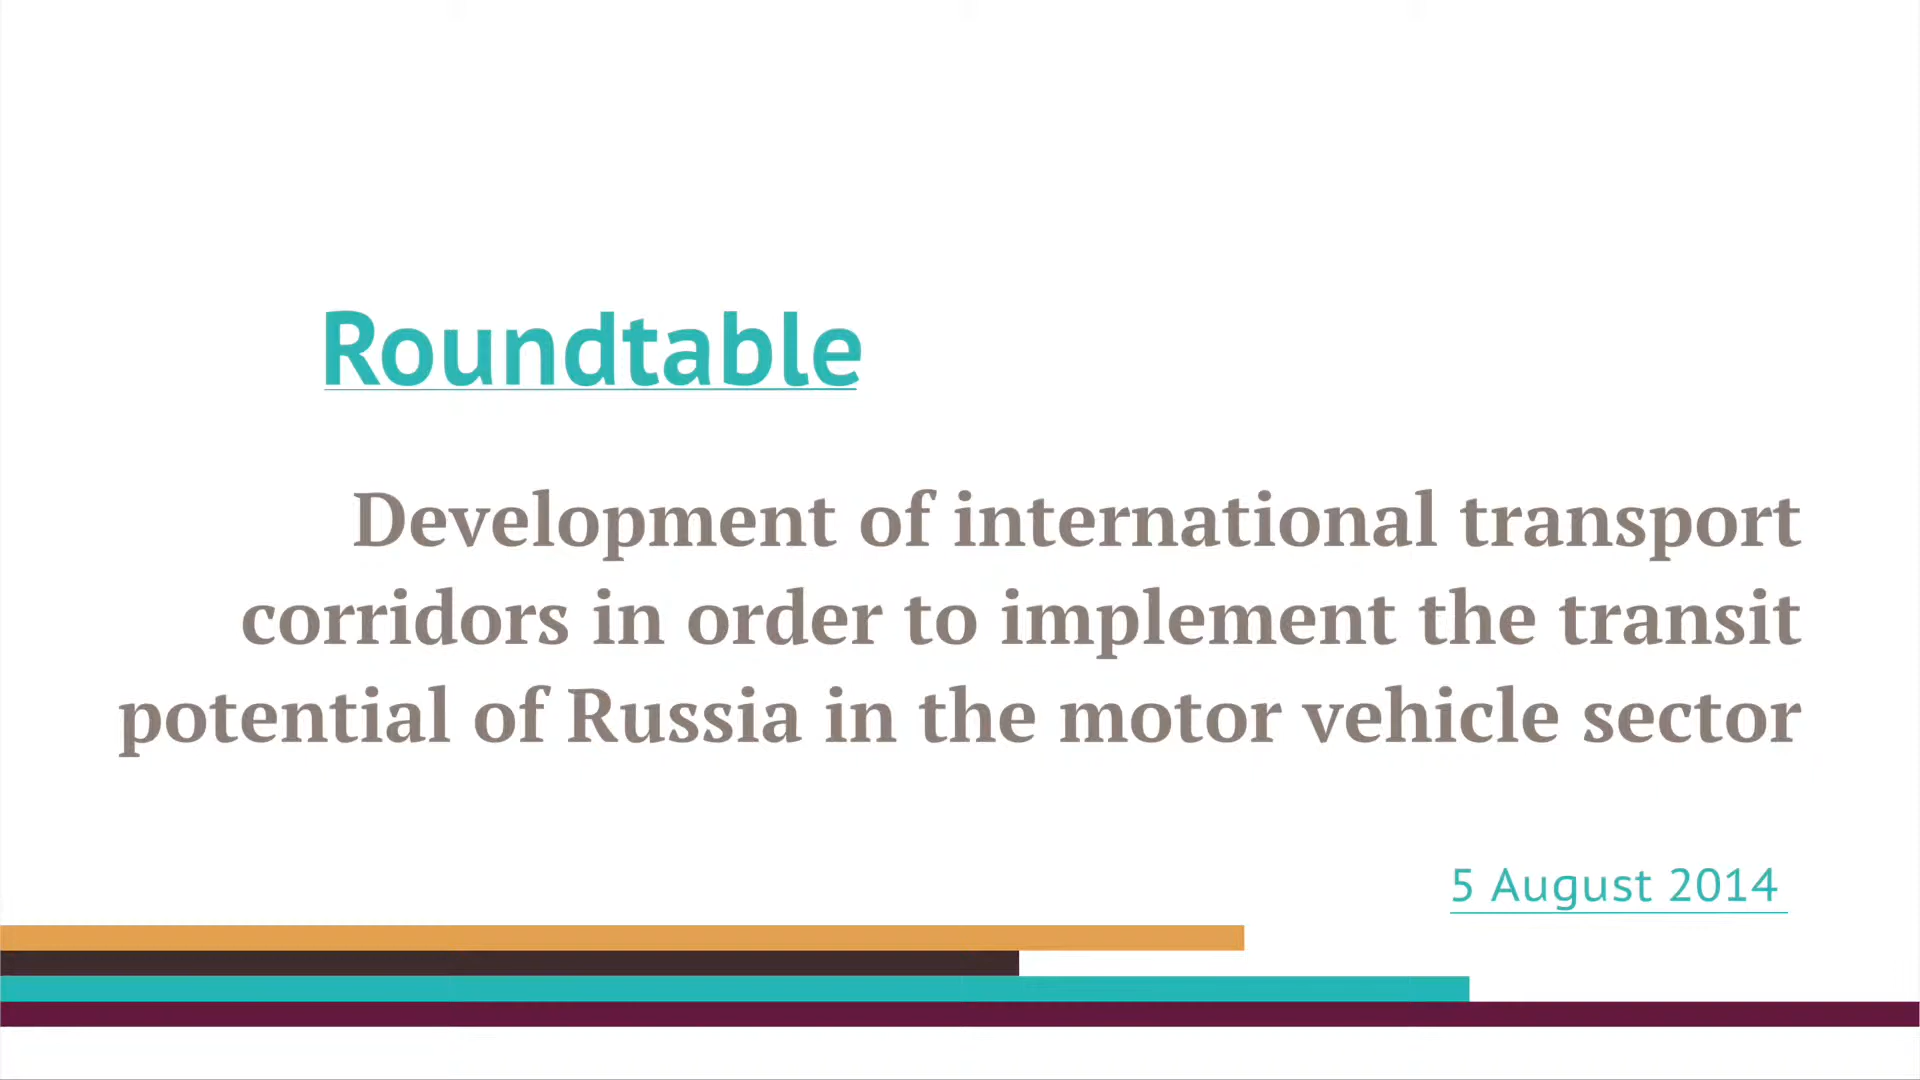 Roundtable
Development of international transport
corridors in order to implement the transit
potential of Russia in the motor vehicle sector
5 August 2014